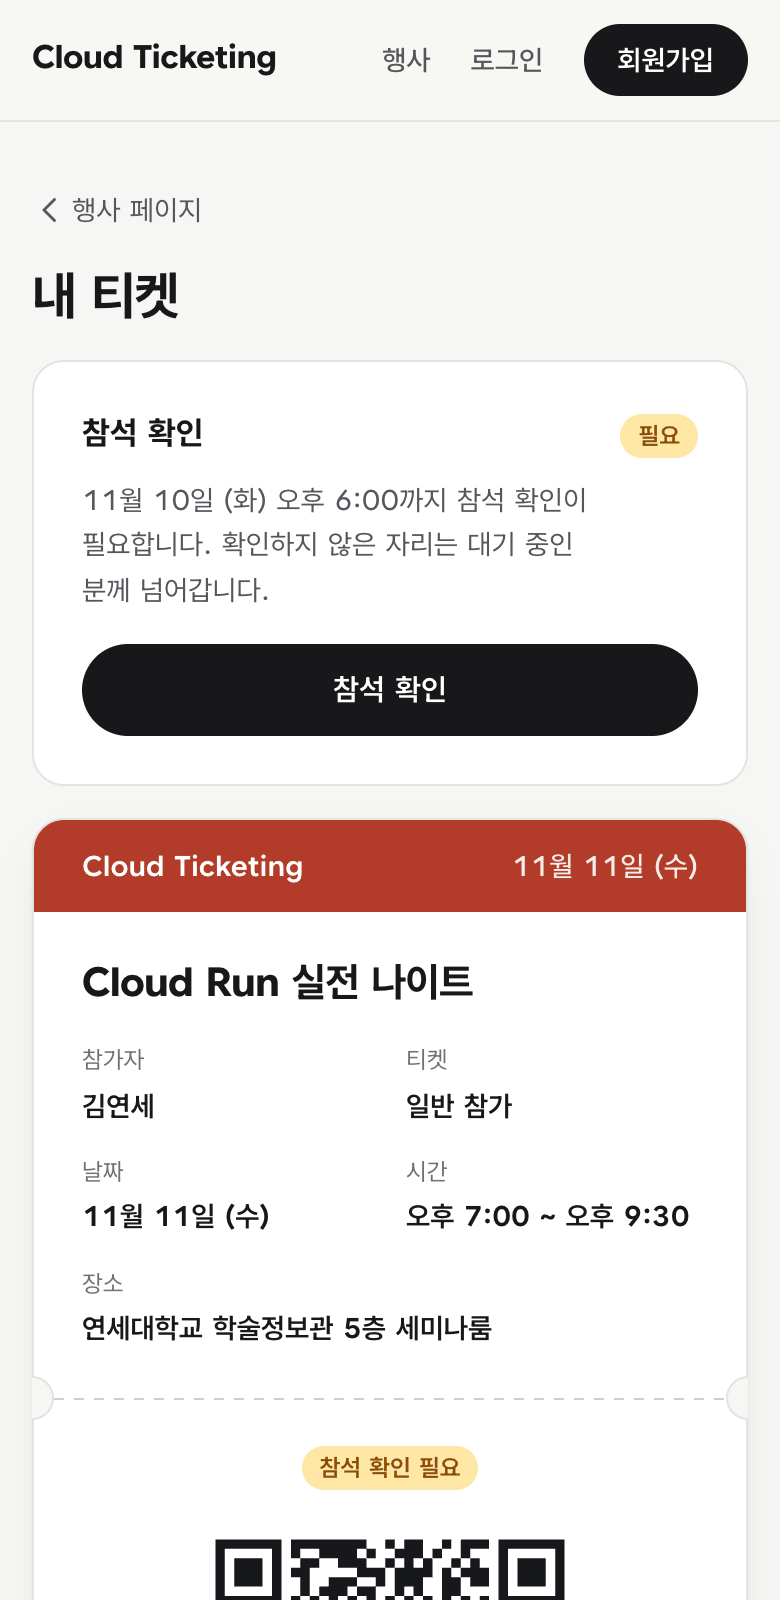 Cloud Ticketing 행사 로그인 회원가입
행사 페이지
내 티켓
참석 확인 필요
11월 10일 (화) 오후 6:00까지 참석 확인이
필요합니다. 확인하지 않은 자리는 대기 중인
분께 넘어갑니다.
참석 확인
Cloud Ticketing 11월 11일 (수)
Cloud Run 실전 나이트
참가자 티켓
김연세 일반 참가
날짜 시간
11월 11일 (수) 오후 7:00 ~ 오후 9:30
장소
연세대학교 학술정보관 5층 세미나룸
참석 확인 필요